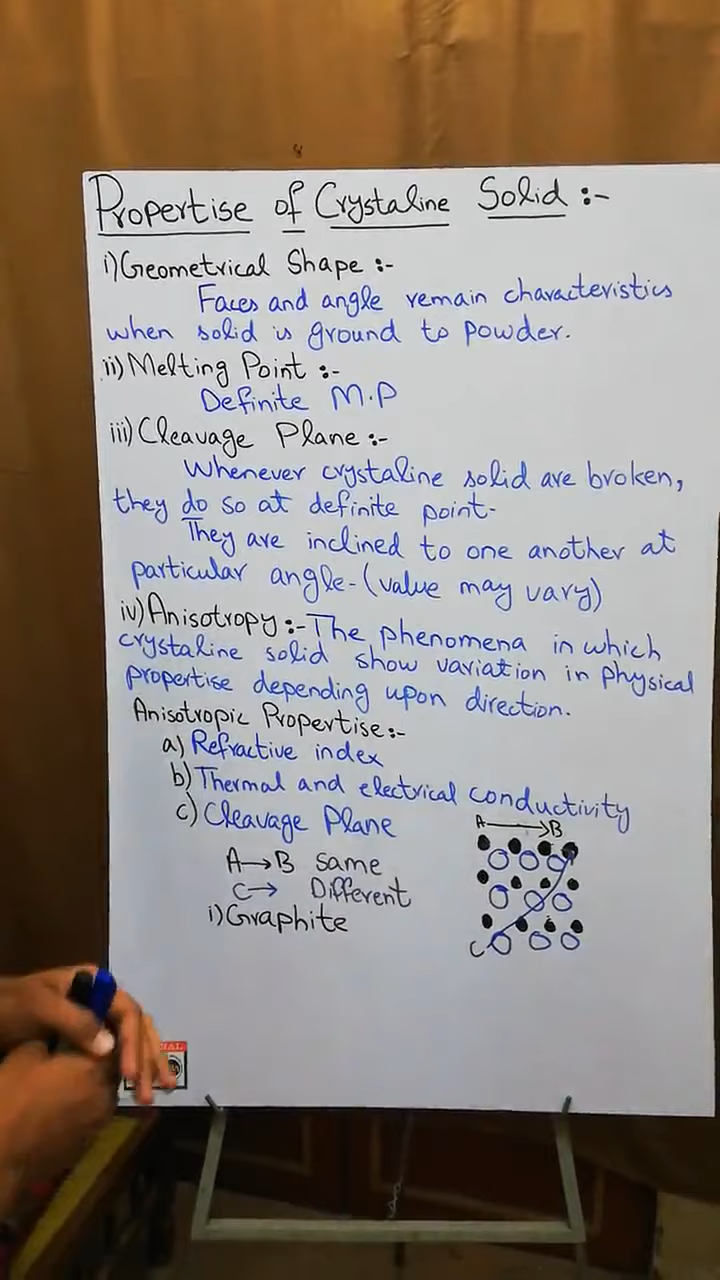 Propertise of Crystaline Solid :-
i) Geometrical Shape :-
Faces and angle remain characteristics
when solid is ground to powder.
ii) Melting Point :-
Definite M.P
iii) Cleavage Plane :-
Whenever crystaline solid are broken,
they do so at definite point-
They are inclined to one another at
particular angle-(value may vary)
iv) Anisotropy :- The phenomena in which
crystaline solid show variation in physical
propertise depending upon direction.
Anisotropic Propertise:-
a) Refractive index
b) Thermal and electrical conductivity
c) Cleavage Plane
A→B
A→B same
C→ Different
i) Graphite
C